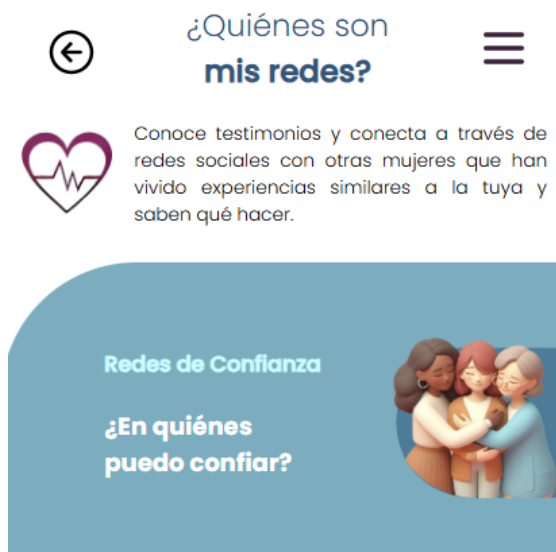 ¿Quiénes son
mis redes?
Conoce testimonios y conecta a través de
redes sociales con otras mujeres que han
vivido experiencias similares a la tuya y
saben qué hacer.
Redes de Confianza
¿En quiénes
puedo confiar?